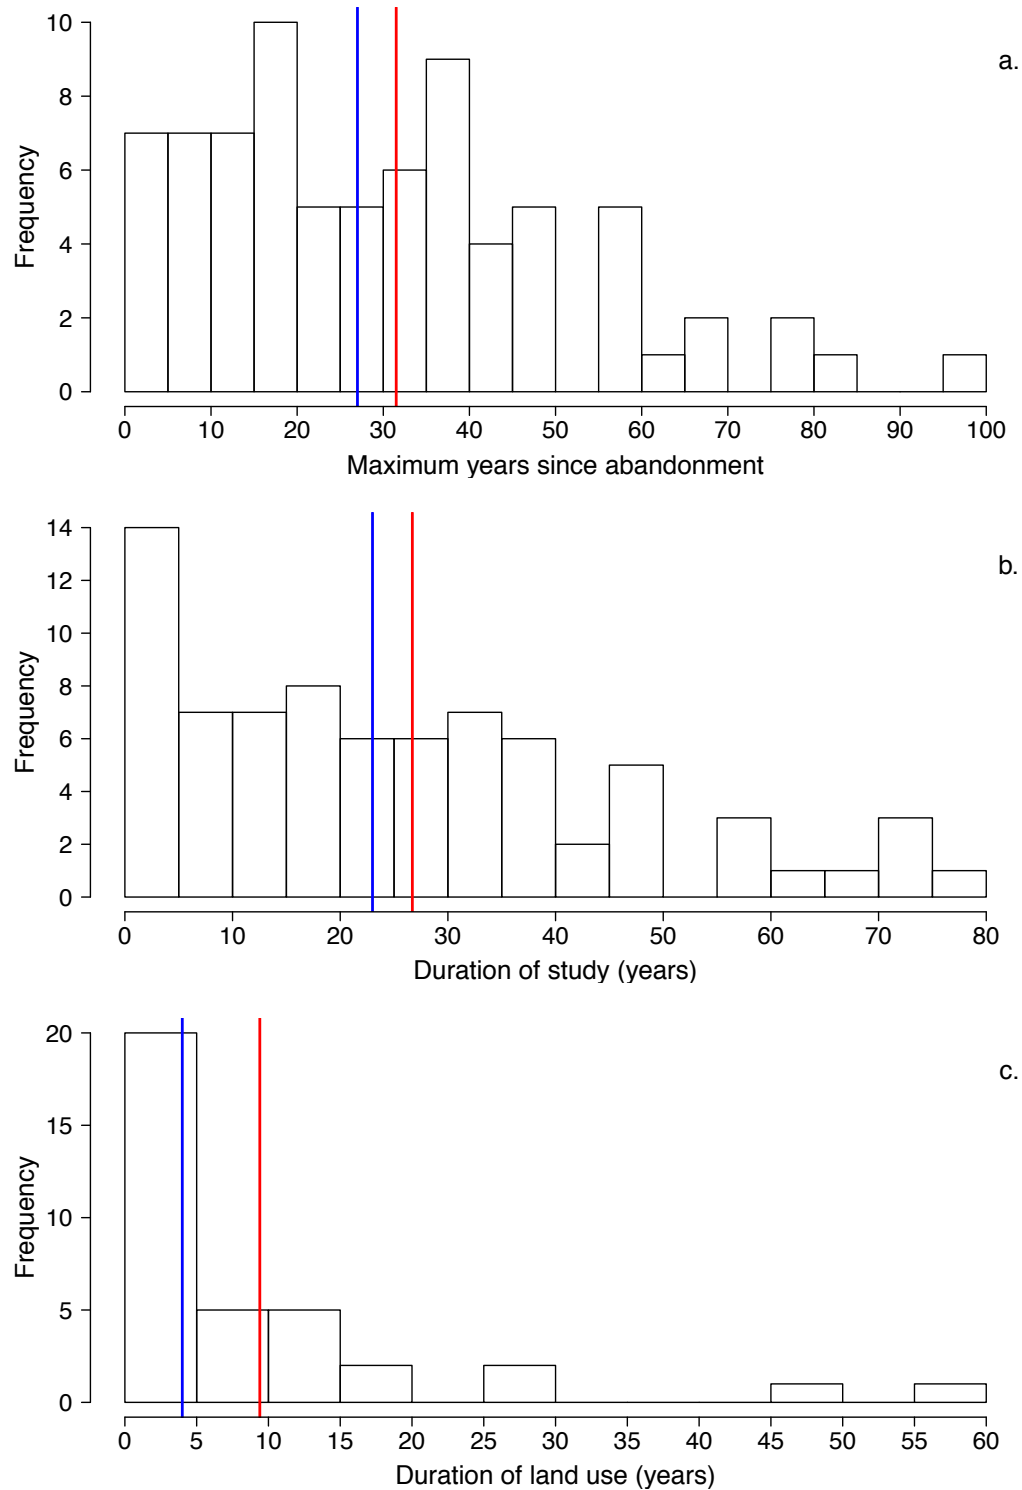 a.
Frequency
10
8
6
4
2
0
0 10 20 30 40 50 60 70 80 90 100
Maximum years since abandonment
b.
Frequency
14
12
10
8
6
4
2
0
0 10 20 30 40 50 60 70 80
Duration of study (years)
c.
Frequency
20
15
10
5
0
0 5 10 15 20 25 30 35 40 45 50 55 60
Duration of land use (years)